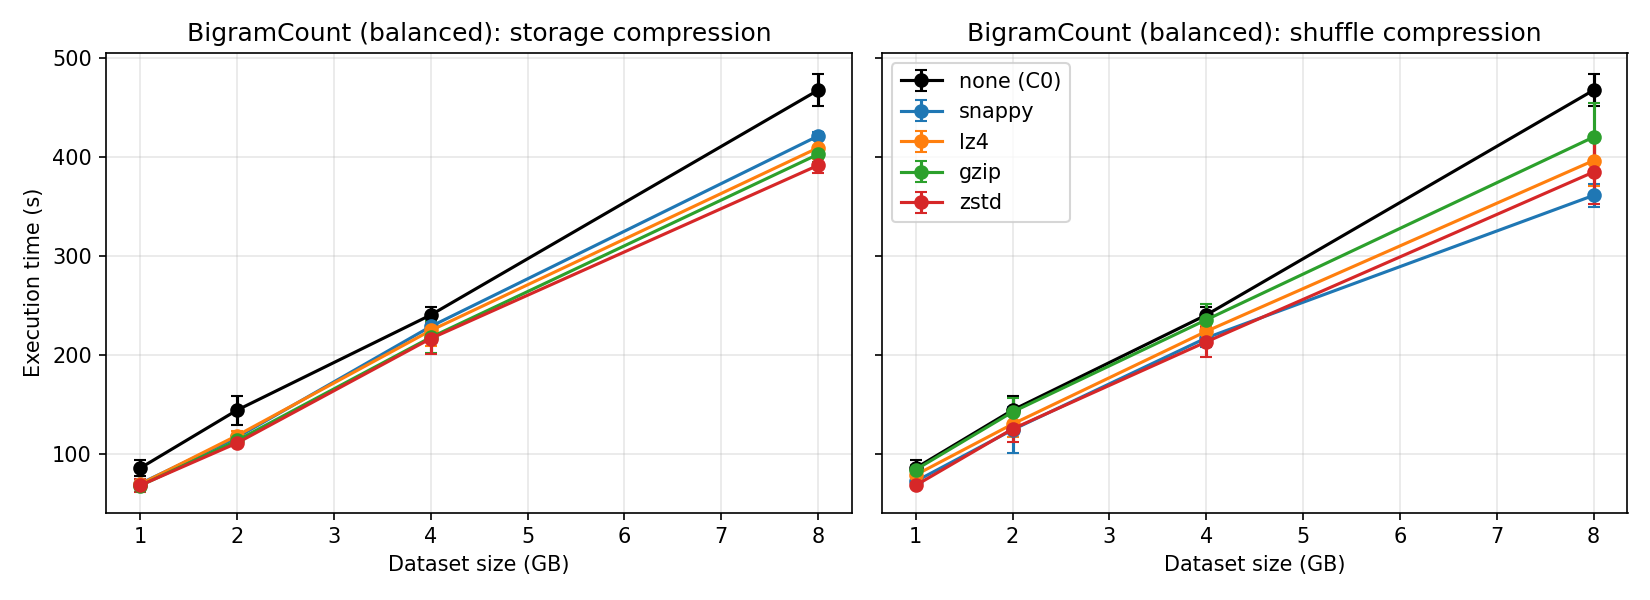 BigramCount (balanced): storage compression
500
400
300
200
100
Execution time (s)
1 2 3 4 5 6 7 8
Dataset size (GB)
BigramCount (balanced): shuffle compression
none (C0)
snappy
lz4
gzip
zstd
1 2 3 4 5 6 7 8
Dataset size (GB)